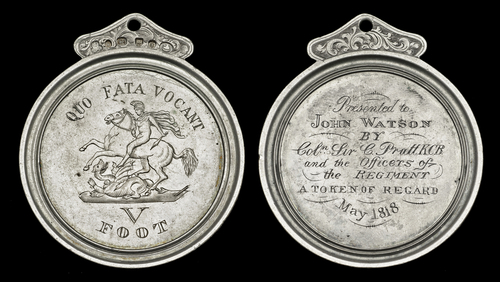 QUO FATA VOCANT
V
FOOT
Presented to
JOHN WATSON
BY
Coln. Sir C. Pratt KCB
and the Officers of
the REGIMENT
A TOKEN OF REGARD
May 1818